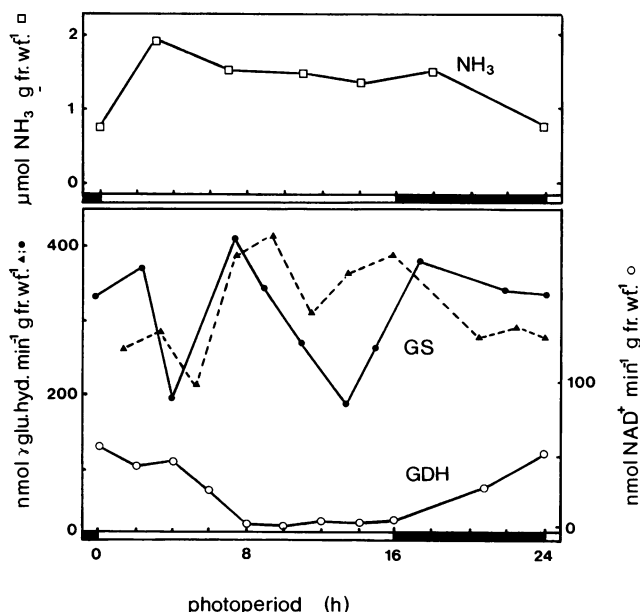 2
1
0
µmol NH₃ g fr. wt.⁻¹ □
NH₃
400
200
0
nmol γglu.hyd. min⁻¹ g fr. wt.⁻¹ ▲;●
GS
GDH
100
0
nmol NAD⁺ min⁻¹ g fr. wt.⁻¹ ○
0 8 16 24
photoperiod (h)